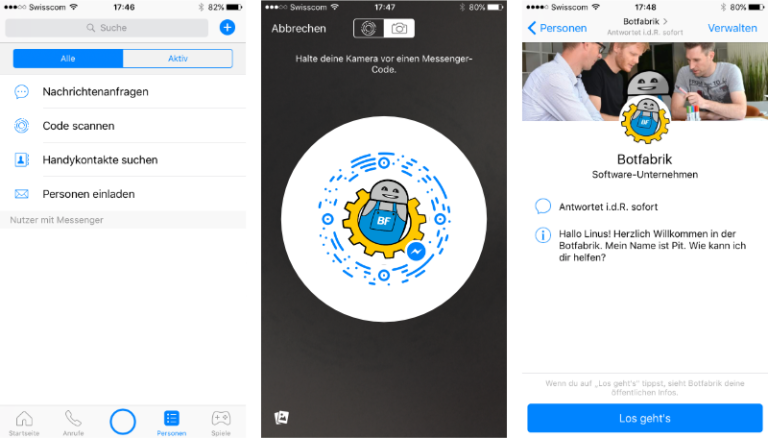 Swisscom
17:46
82%
Suche
Alle
Aktiv
Nachrichtenanfragen
Code scannen
Handykontakte suchen
Personen einladen
Nutzer mit Messenger
Startseite
Anrufe
Personen
Spiele
Swisscom
17:47
80%
Abbrechen
Halte deine Kamera vor einen Messenger-
Code.
BF
Swisscom
17:48
80%
Personen
Botfabrik
Antwortet i.d.R. sofort
Verwalten
BF
Botfabrik
Software-Unternehmen
Antwortet i.d.R. sofort
Hallo Linus! Herzlich Willkommen in der
Botfabrik. Mein Name ist Pit. Wie kann ich
dir helfen?
Wenn du auf „Los geht's" tippst, sieht Botfabrik deine
öffentlichen Infos.
Los geht's